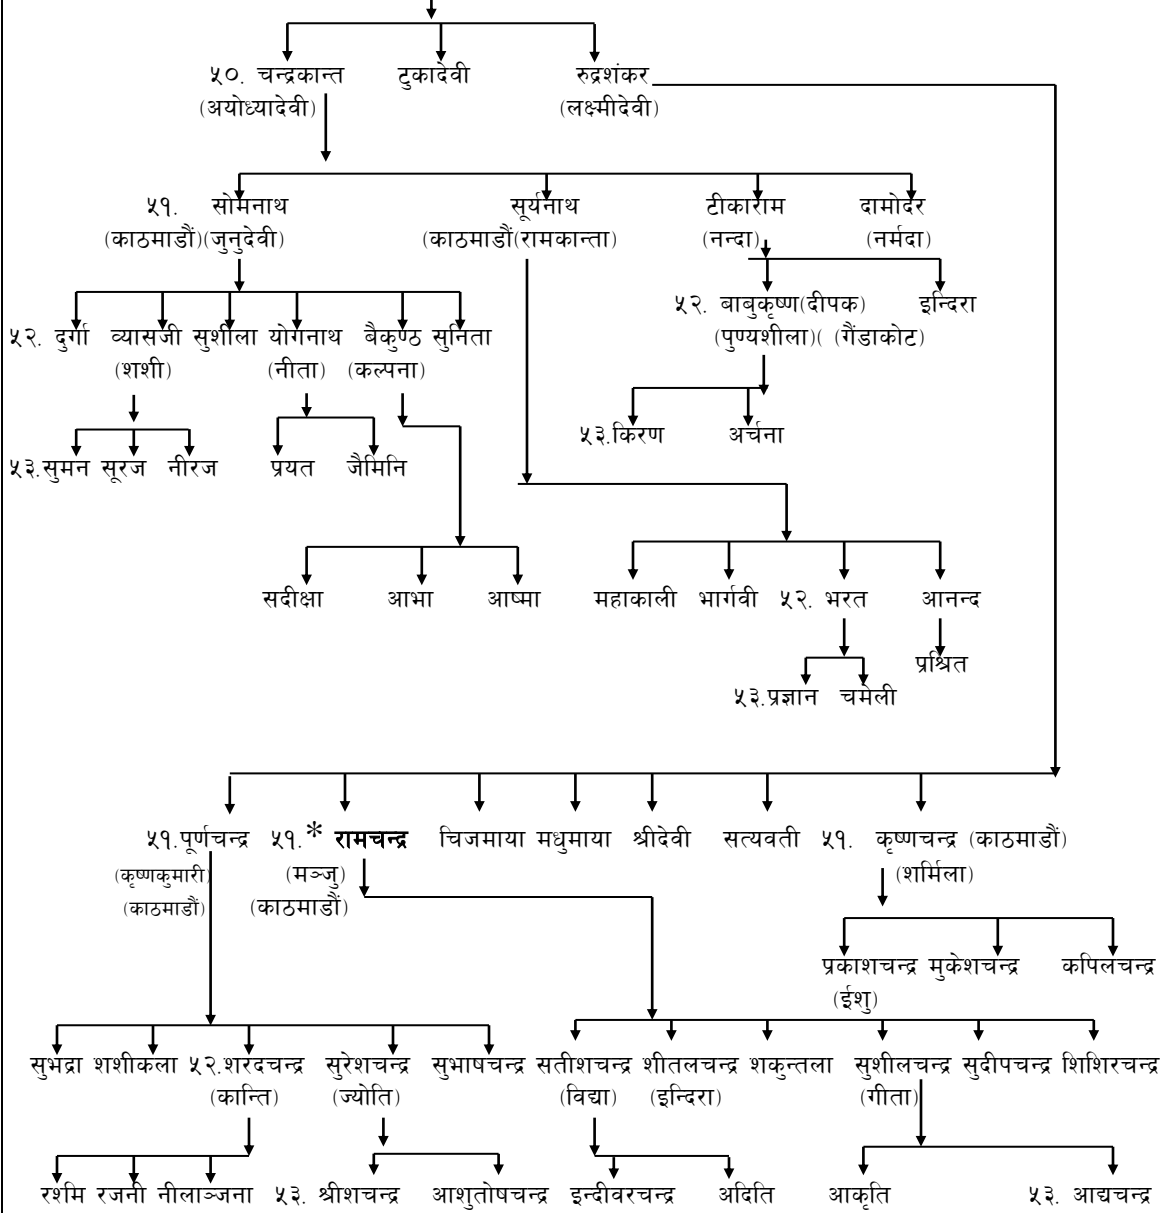 ५०. चन्द्रकान्त टुकादेवी रुद्रशंकर
(अयोध्यादेवी) (लक्ष्मीदेवी)
५१. सोमनाथ सूर्यनाथ टीकाराम दामोदर
(काठमाडौं)(जुनुदेवी) (काठमाडौं(रामकान्ता) (नन्दा) (नर्मदा)
५२. बाबुकृष्ण(दीपक) इन्दिरा
५२. दुर्गा व्यासजी सुशीला योगनाथ बैकुण्ठ सुनिता (पुण्यशीला)( (गैंडाकोट)
(शशी) (नीता) (कल्पना)
५३.किरण अर्चना
५३.सुमन सूरज नीरज प्रयत जैमिनि
सदीक्षा आभा आष्मा महाकाली भार्गवी ५२. भरत आनन्द
प्रश्रित
५३.प्रज्ञान चमेली
५१.पूर्णचन्द्र ५१.* रामचन्द्र चिजमाया मधुमाया श्रीदेवी सत्यवती ५१. कृष्णचन्द्र (काठमाडौं)
(कृष्णकुमारी) (मञ्जु) (शर्मिला)
(काठमाडौं) (काठमाडौं)
प्रकाशचन्द्र मुकेशचन्द्र कपिलचन्द्र
(ईशु)
सुभद्रा शशीकला ५२.शरदचन्द्र सुरेशचन्द्र सुभाषचन्द्र सतीशचन्द्र शीतलचन्द्र शकुन्तला सुशीलचन्द्र सुदीपचन्द्र शिशिरचन्द्र
(कान्ति) (ज्योति) (विद्या) (इन्दिरा) (गीता)
रश्मि रजनी नीलाञ्जना ५३. श्रीशचन्द्र आशुतोषचन्द्र इन्दीवरचन्द्र अदिति आकृति ५३. आद्यचन्द्र